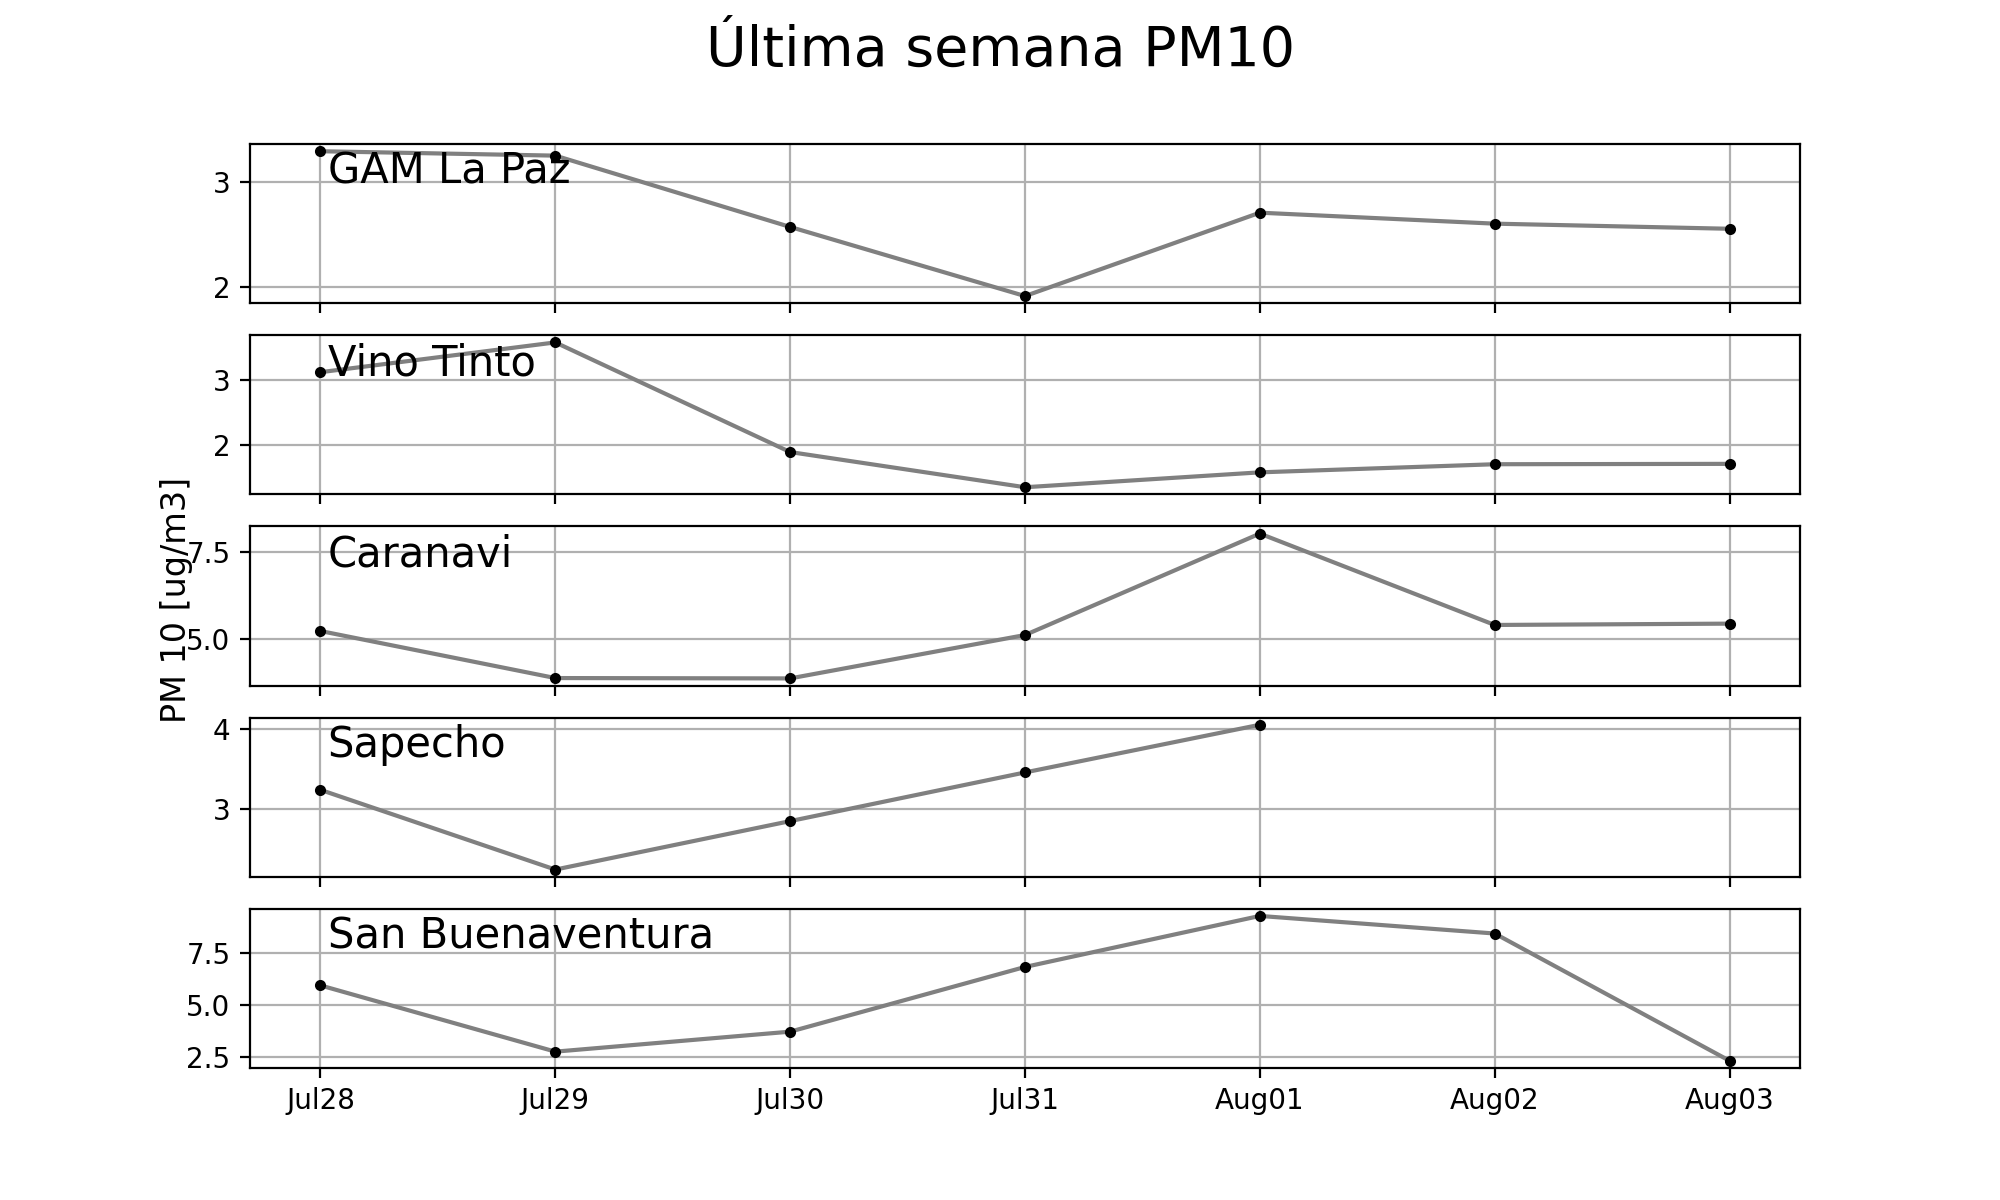 Última semana PM10
PM 10 [ug/m3]
GAM La Paz
3
2
Vino Tinto
3
2
Caranavi
7.5
5.0
Sapecho
4
3
San Buenaventura
7.5
5.0
2.5
Jul28 Jul29 Jul30 Jul31 Aug01 Aug02 Aug03